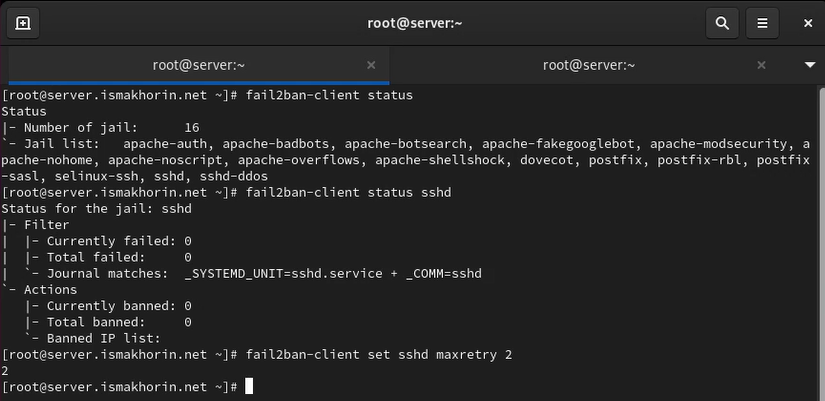 root@server:~
root@server:~
root@server:~
[root@server.ismakhorin.net ~]# fail2ban-client status
Status
|- Number of jail:      16
`- Jail list:   apache-auth, apache-badbots, apache-botsearch, apache-fakegooglebot, apache-modsecurity, a
pache-nohome, apache-noscript, apache-overflows, apache-shellshock, dovecot, postfix, postfix-rbl, postfix
-sasl, selinux-ssh, sshd, sshd-ddos
[root@server.ismakhorin.net ~]# fail2ban-client status sshd
Status for the jail: sshd
|- Filter
|  |- Currently failed: 0
|  |- Total failed:     0
|  `- Journal matches:  _SYSTEMD_UNIT=sshd.service + _COMM=sshd
`- Actions
   |- Currently banned: 0
   |- Total banned:     0
   `- Banned IP list:
[root@server.ismakhorin.net ~]# fail2ban-client set sshd maxretry 2
2
[root@server.ismakhorin.net ~]#